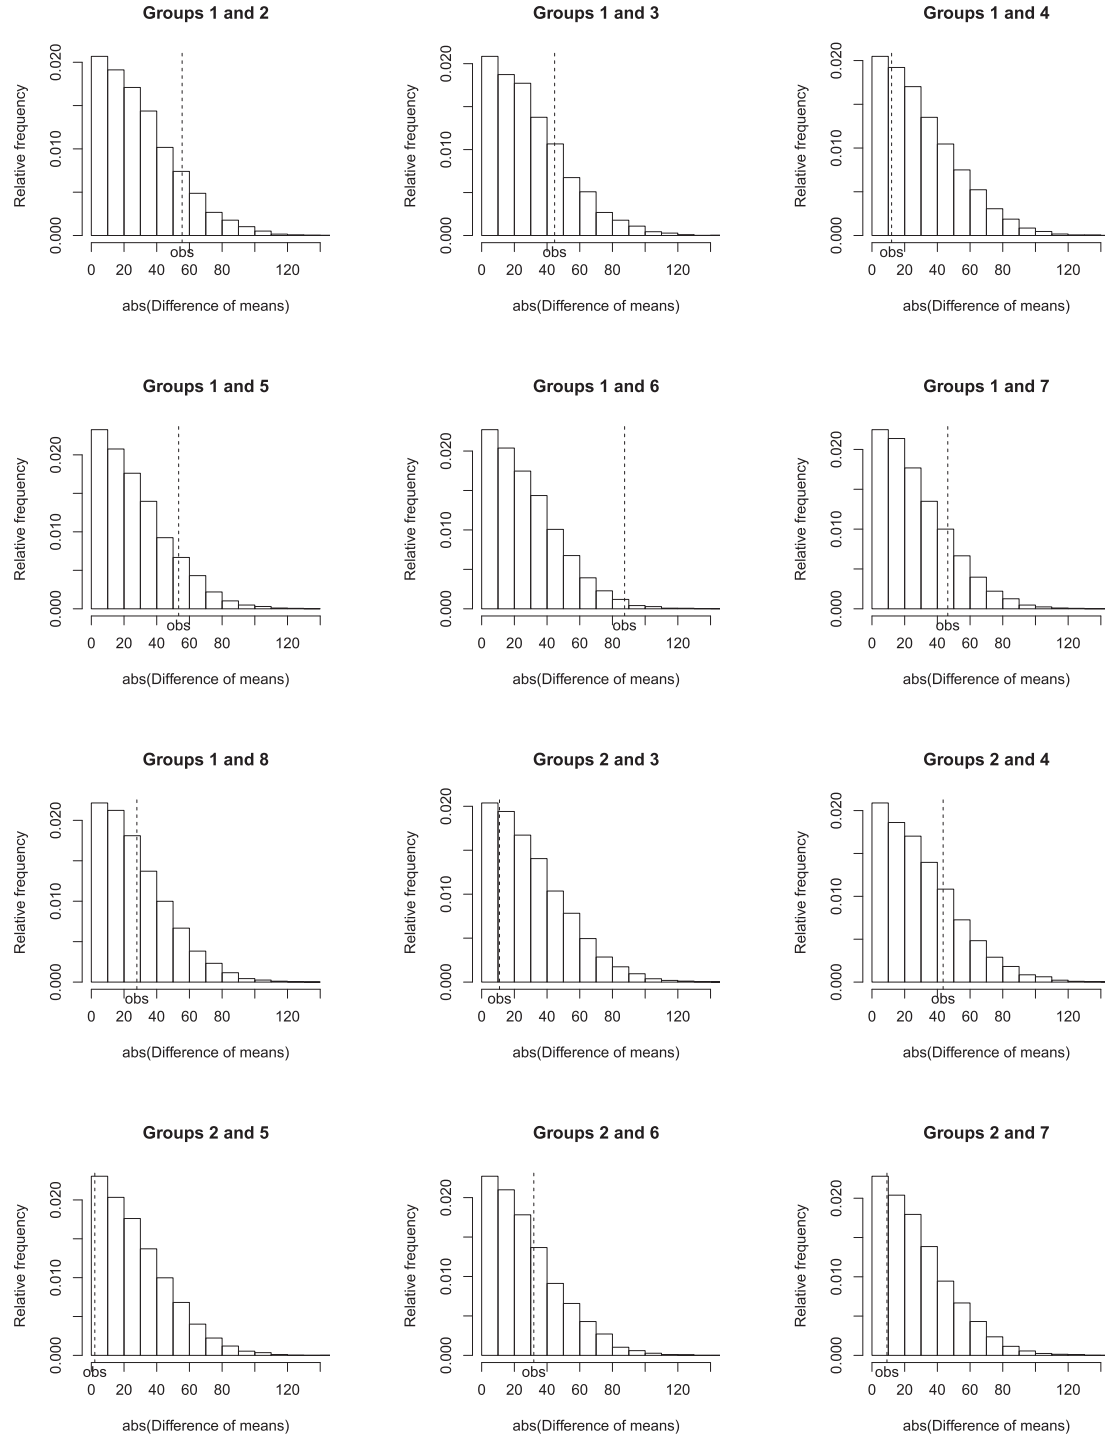 Groups 1 and 2
Groups 1 and 3
Groups 1 and 4
Relative frequency
0.000 0.010 0.020
Relative frequency
0.000 0.010 0.020
Relative frequency
0.000 0.010 0.020
obs
obs
obs
0 20 40 60 80 120
0 20 40 60 80 120
0 20 40 60 80 120
abs(Difference of means)
abs(Difference of means)
abs(Difference of means)
Groups 1 and 5
Groups 1 and 6
Groups 1 and 7
Relative frequency
0.000 0.010 0.020
Relative frequency
0.000 0.010 0.020
Relative frequency
0.000 0.010 0.020
obs
obs
obs
0 20 40 60 80 120
0 20 40 60 80 120
0 20 40 60 80 120
abs(Difference of means)
abs(Difference of means)
abs(Difference of means)
Groups 1 and 8
Groups 2 and 3
Groups 2 and 4
Relative frequency
0.000 0.010 0.020
Relative frequency
0.000 0.010 0.020
Relative frequency
0.000 0.010 0.020
obs
obs
obs
0 20 40 60 80 120
0 20 40 60 80 120
0 20 40 60 80 120
abs(Difference of means)
abs(Difference of means)
abs(Difference of means)
Groups 2 and 5
Groups 2 and 6
Groups 2 and 7
Relative frequency
0.000 0.010 0.020
Relative frequency
0.000 0.010 0.020
Relative frequency
0.000 0.010 0.020
obs
obs
obs
0 20 40 60 80 120
0 20 40 60 80 120
0 20 40 60 80 120
abs(Difference of means)
abs(Difference of means)
abs(Difference of means)